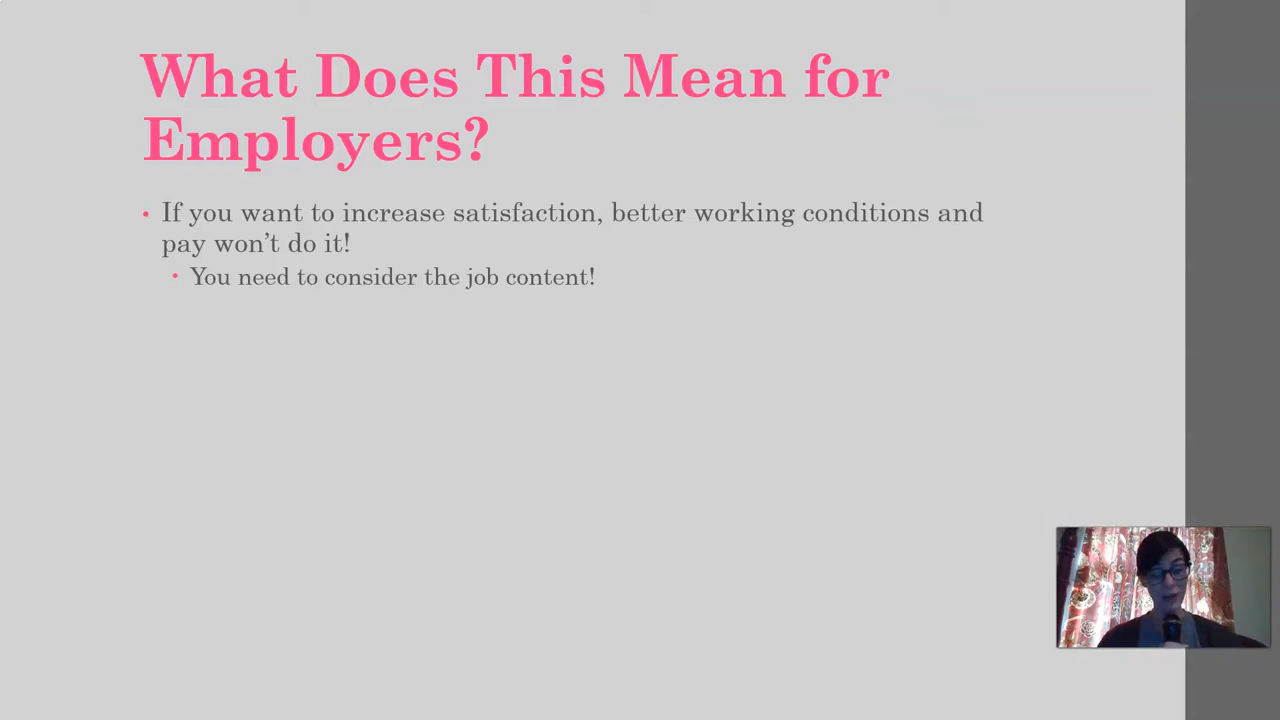 What Does This Mean for
Employers?
• If you want to increase satisfaction, better working conditions and
pay won’t do it!
• You need to consider the job content!